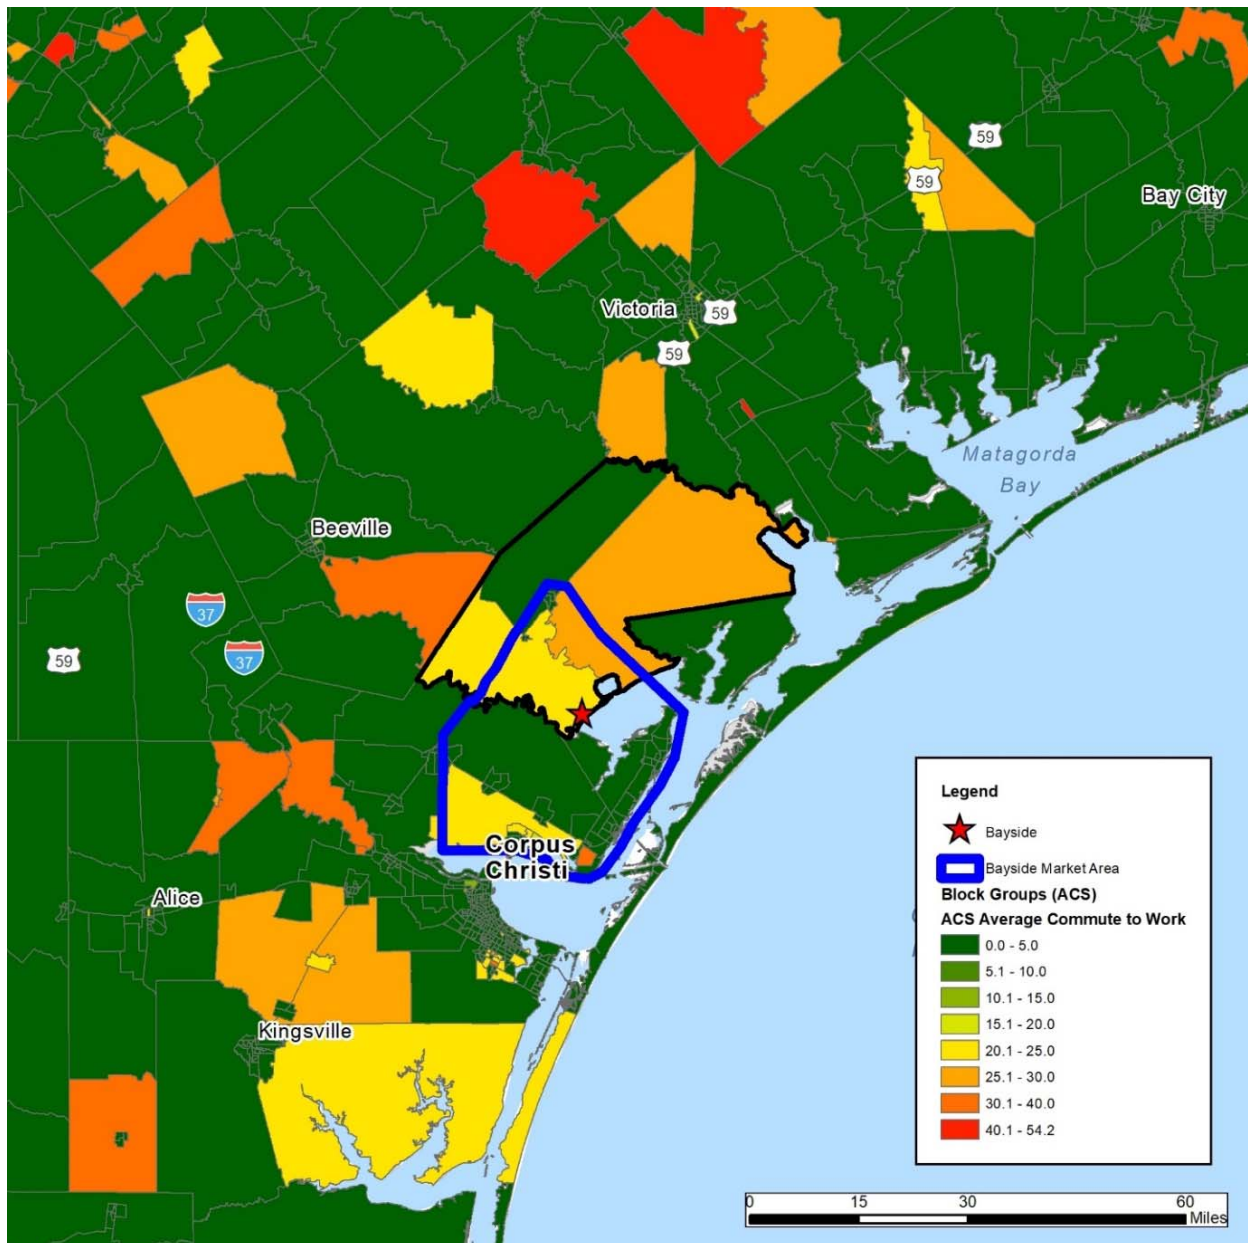 59
59
Bay City
Victoria
59
59
Matagorda
Bay
Beeville
37
37
59
Corpus
Christi
Alice
Kingsville
Legend
Bayside
Bayside Market Area
Block Groups (ACS)
ACS Average Commute to Work
0.0 - 5.0
5.1 - 10.0
10.1 - 15.0
15.1 - 20.0
20.1 - 25.0
25.1 - 30.0
30.1 - 40.0
40.1 - 54.2
0 15 30 60
Miles